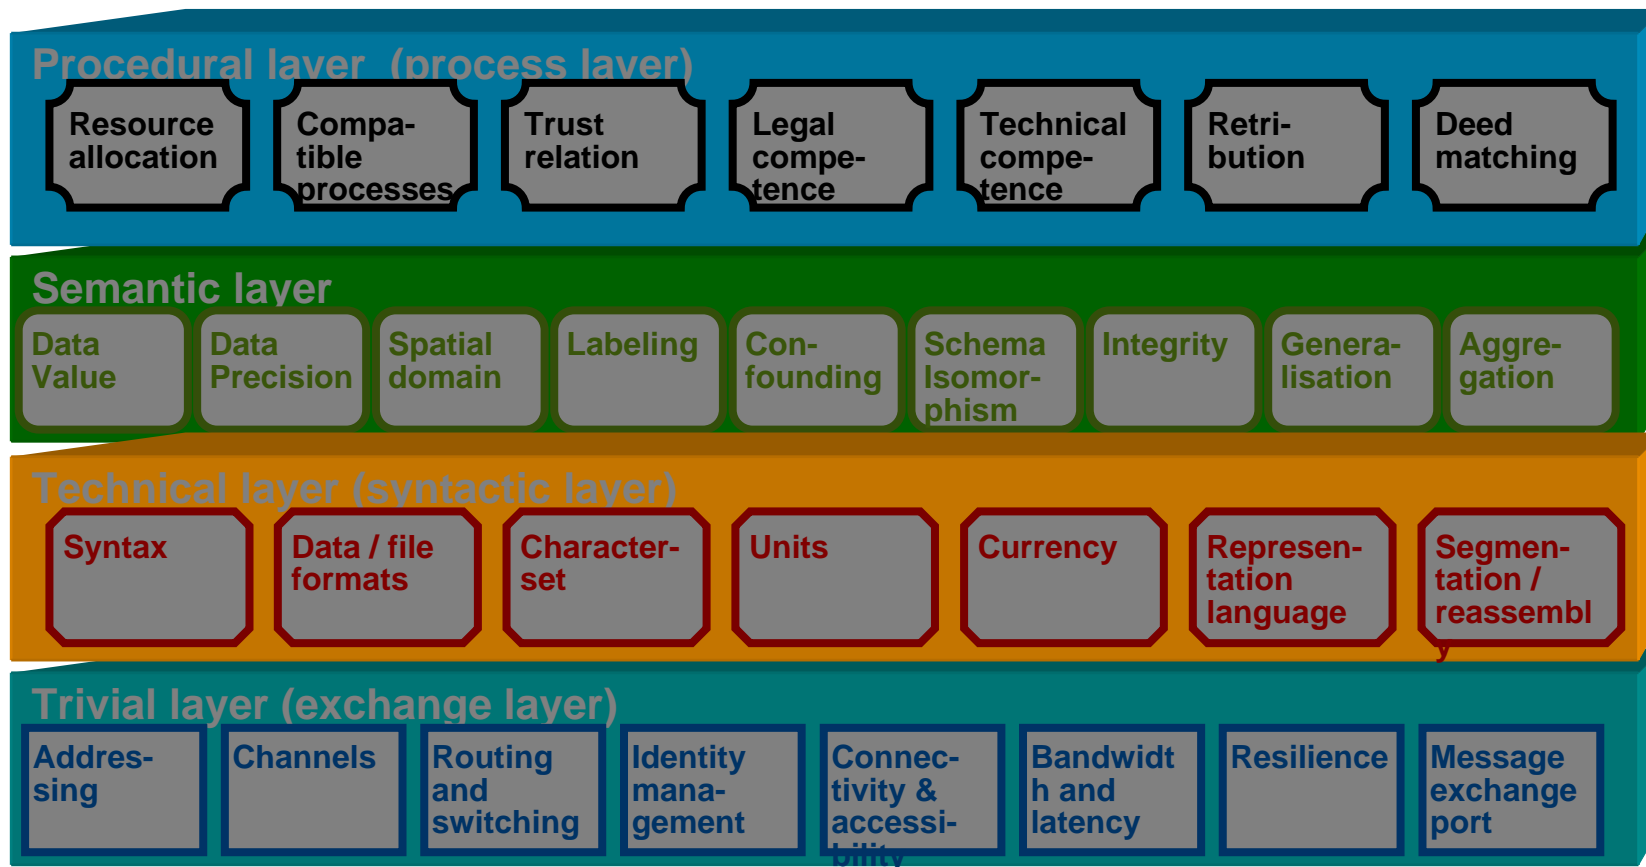 Procedural layer  (process layer)
Resource
allocation
Compa-
tible
processes
Trust
relation
Legal
compe-
tence
Technical
compe-
tence
Retri-
bution
Deed
matching
Semantic layer
Data
Value
Data
Precision
Spatial
domain
Labeling
Con-
founding
Schema
Isomor-
phism
Integrity
Genera-
lisation
Aggre-
gation
Technical layer (syntactic layer)
Syntax
Data / file
formats
Character-
set
Units
Currency
Represen-
tation
language
Segmen-
tation /
reassembl
y
Trivial layer (exchange layer)
Addres-
sing
Channels
Routing
and
switching
Identity
mana-
gement
Connec-
tivity &
accessi-
bility
Bandwidt
h and
latency
Resilience
Message
exchange
port